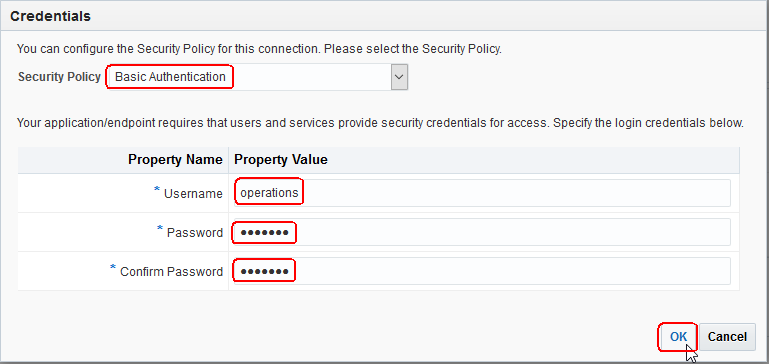 Credentials
You can configure the Security Policy for this connection. Please select the Security Policy.
Security Policy Basic Authentication
Your application/endpoint requires that users and services provide security credentials for access. Specify the login credentials below.
Property Name Property Value
* Username operations
* Password •••••••
* Confirm Password •••••••
OK Cancel